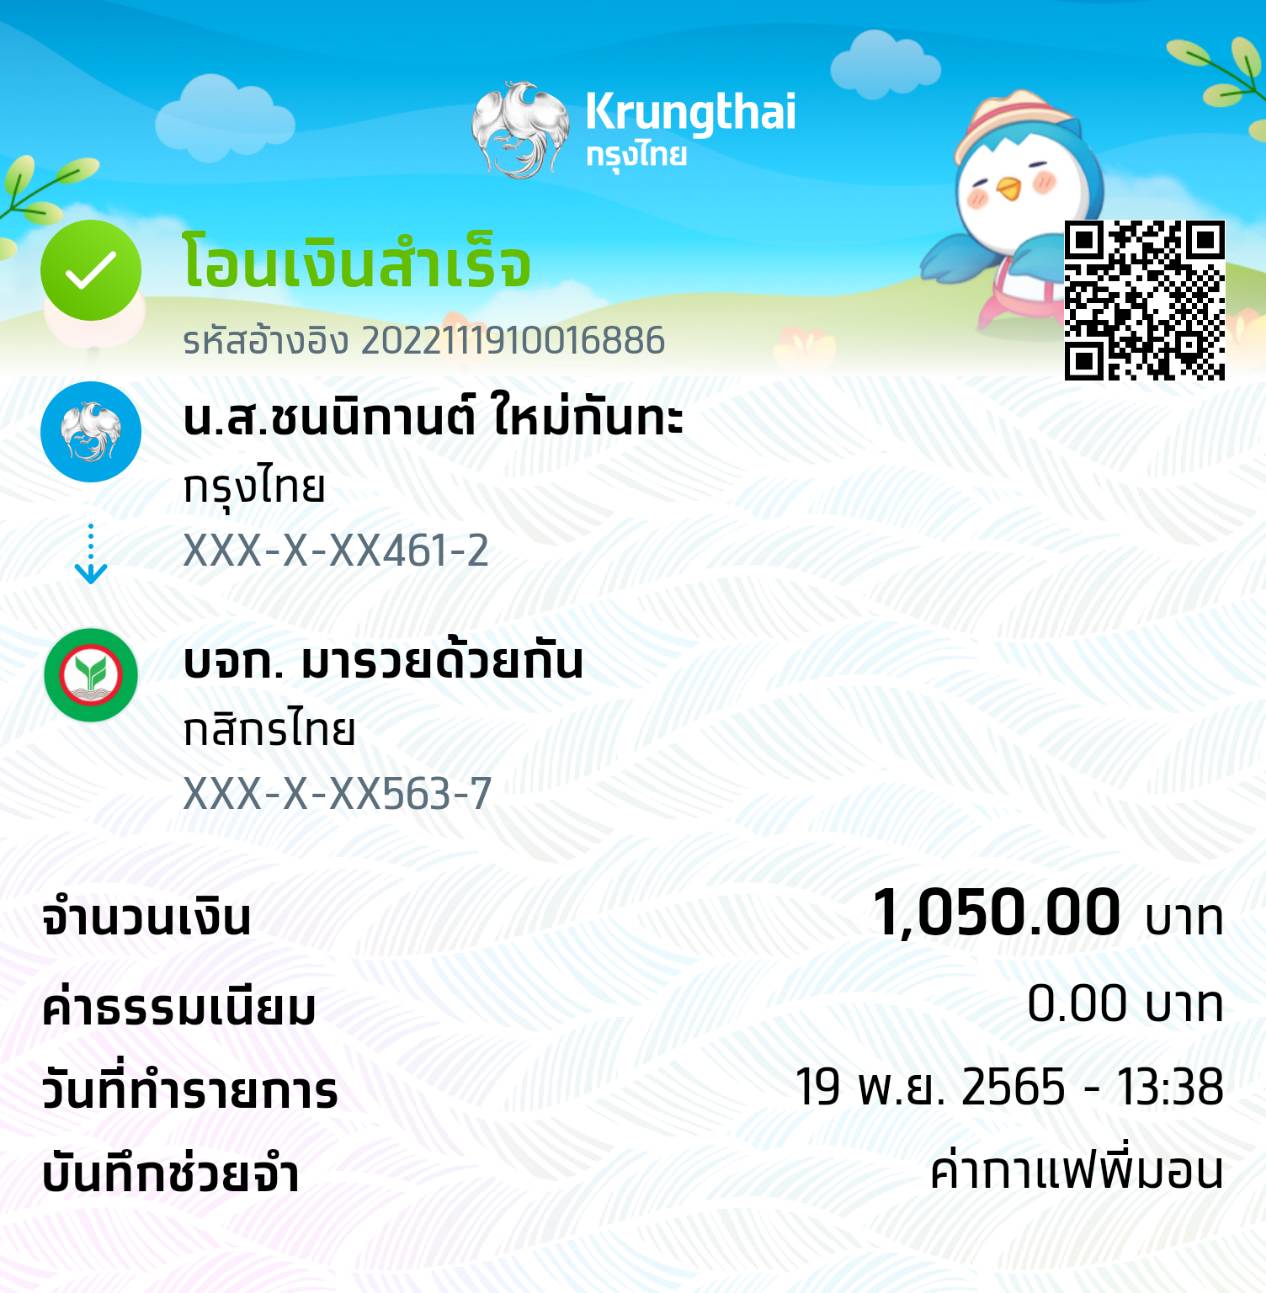 Krungthai
กรุงไทย
โอนเงินสำเร็จ
รหัสอ้างอิง 2022111910016886
น.ส.ชนนิกานต์ ใหม่กันทะ
กรุงไทย
XXX-X-XX461-2
บจก. มารวยด้วยกัน
กสิกรไทย
XXX-X-XX563-7
จำนวนเงิน 1,050.00 บาท
ค่าธรรมเนียม 0.00 บาท
วันที่ทำรายการ 19 พ.ย. 2565 - 13:38
บันทึกช่วยจำ ค่ากาแฟพี่มอน